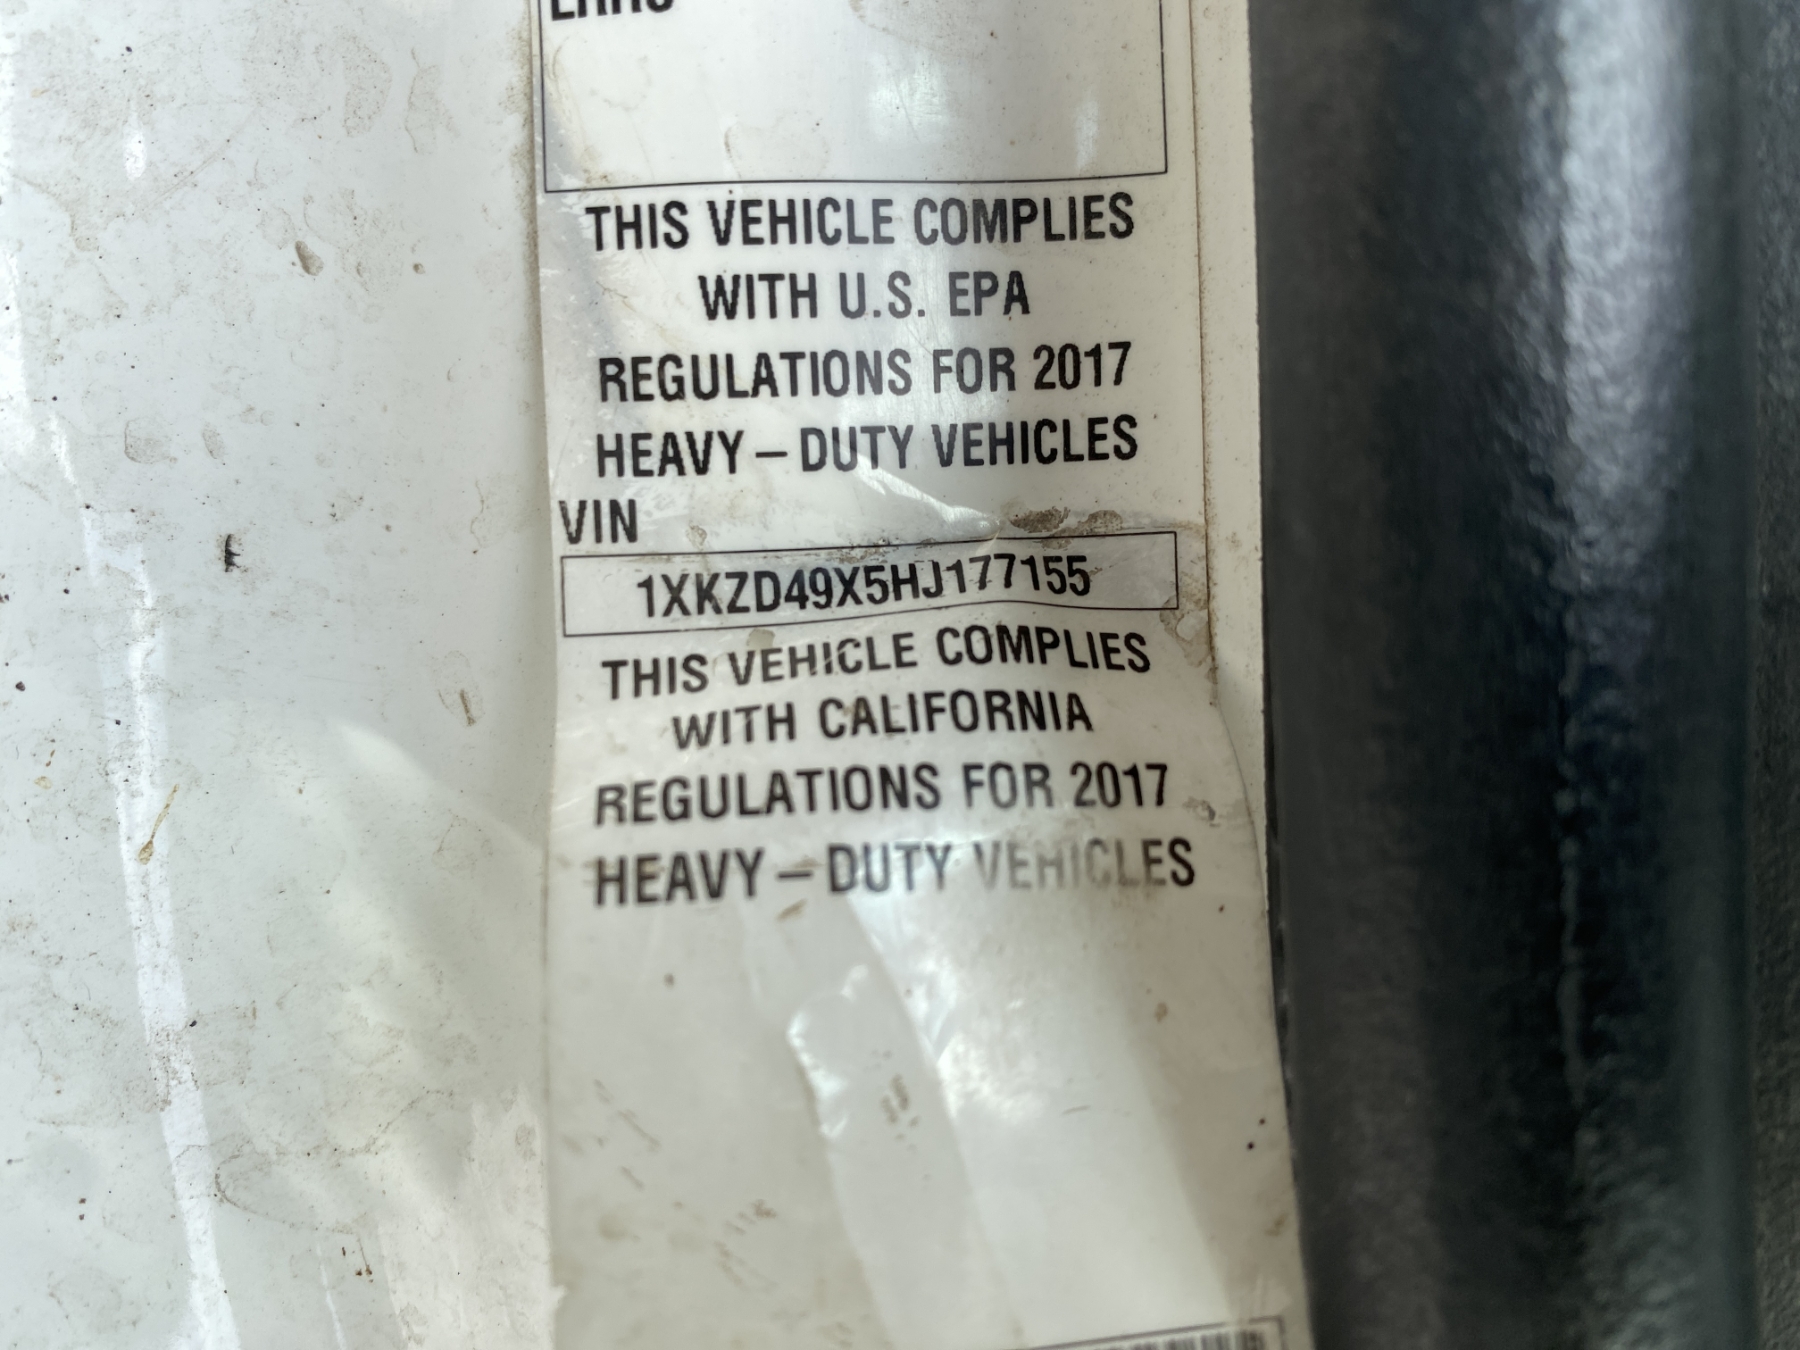 THIS VEHICLE COMPLIES
WITH U.S. EPA
REGULATIONS FOR 2017
HEAVY – DUTY VEHICLES
VIN
1XKZD49X5HJ177155
THIS VEHICLE COMPLIES
WITH CALIFORNIA
REGULATIONS FOR 2017
HEAVY – DUTY VEHICLES